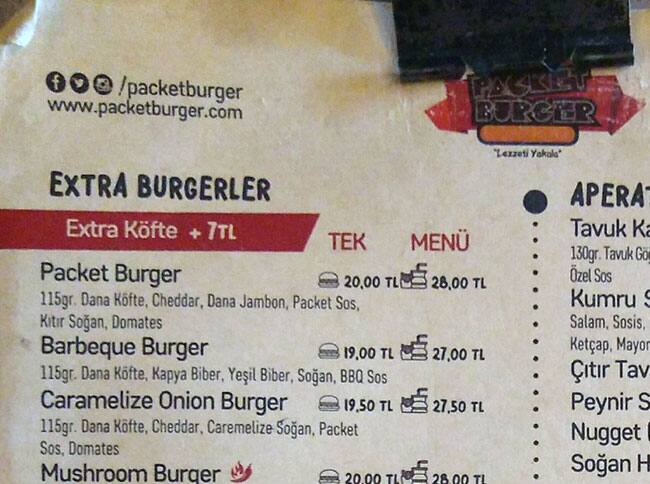 /packetburger
www.packetburger.com
PACKET
BURGER
"Lezzeti Yakala"
EXTRA BURGERLER
Extra Köfte + 7TL
TEK MENÜ
Packet Burger 20,00 TL 28,00 TL
115gr. Dana Köfte, Cheddar, Dana Jambon, Packet Sos,
Kıtır Soğan, Domates
Barbeque Burger 19,00 TL 27,00 TL
115gr. Dana Köfte, Kapya Biber, Yeşil Biber, Soğan, BBQ Sos
Caramelize Onion Burger 19,50 TL 27,50 TL
115gr. Dana Köfte, Cheddar, Caremelize Soğan, Packet
Sos, Domates
Mushroom Burger 20,00 TL 28,00 TL
APERAT
Tavuk Ka
130gr. Tavuk Göğ
Özel Sos
Kumru S
Salam, Sosis,
Ketçap, Mayon
Çıtır Tav
Peynir S
Nugget
Soğan H